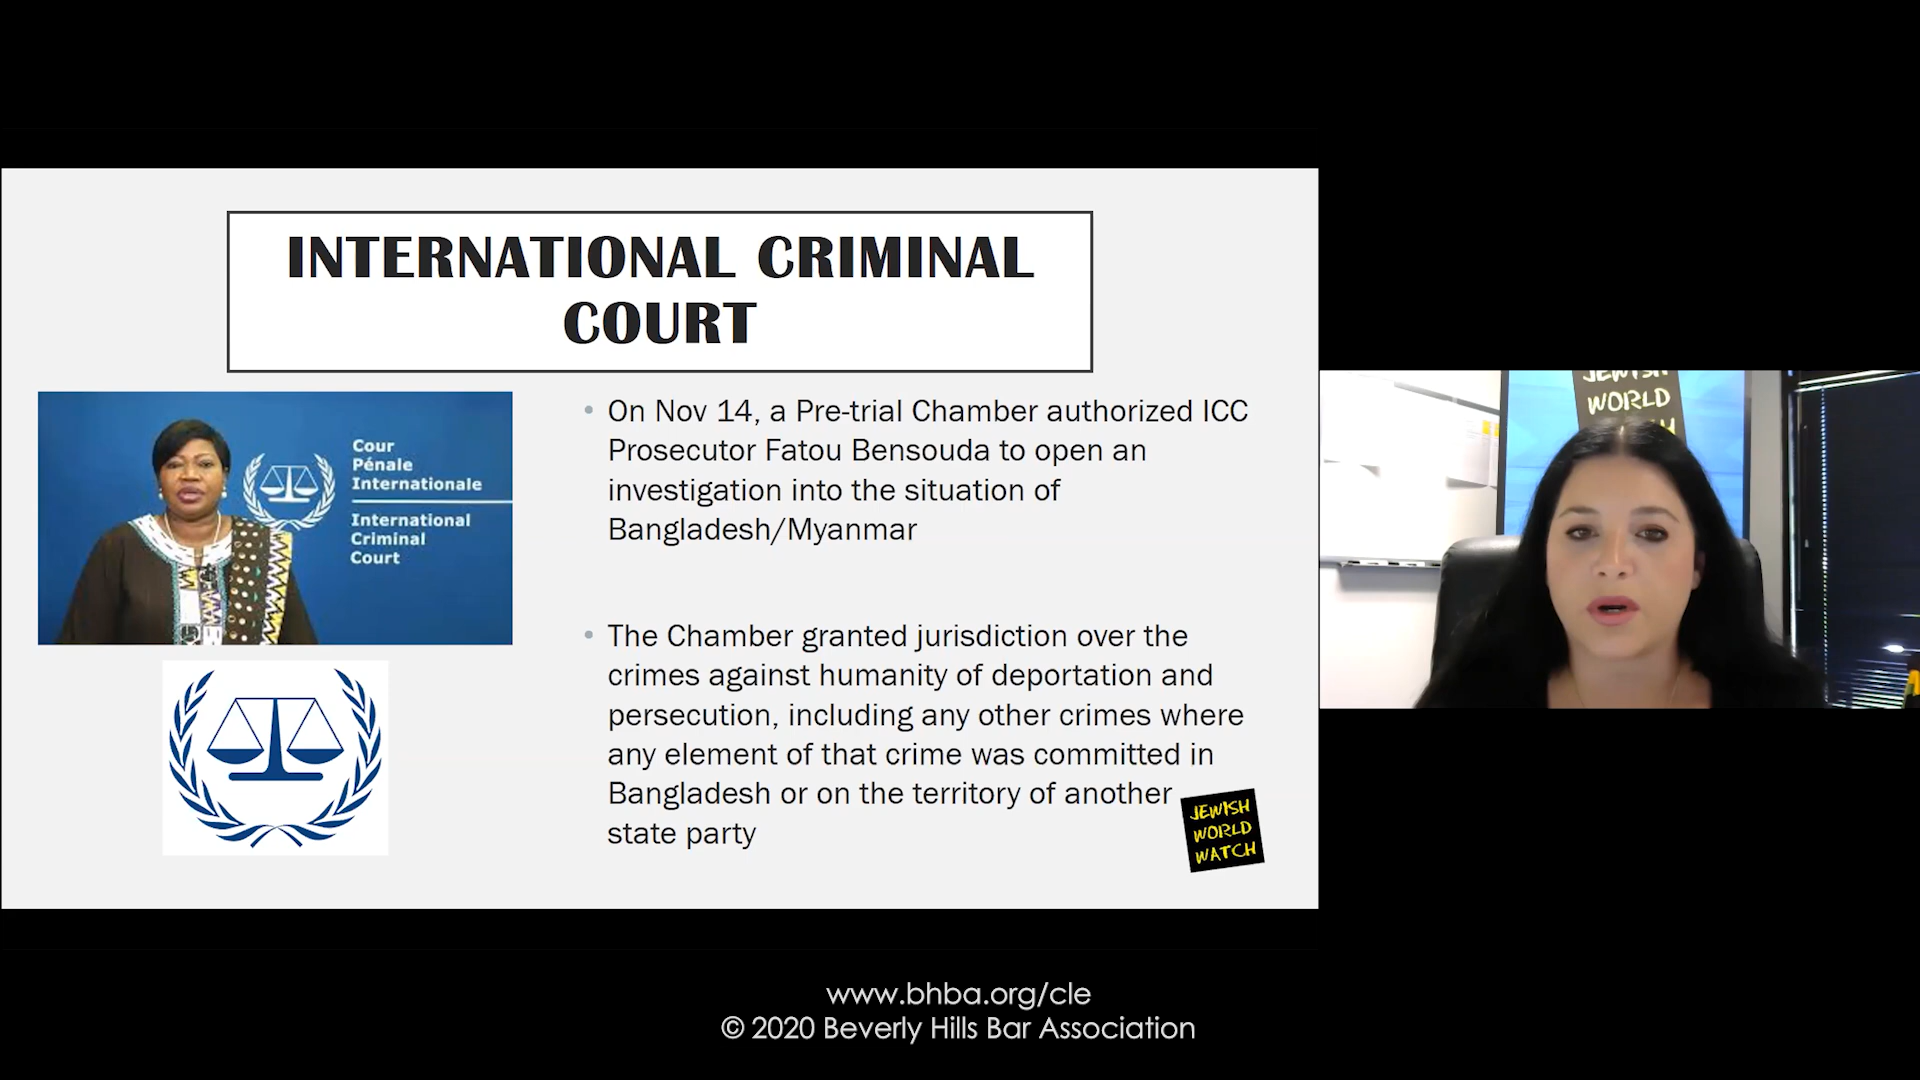 INTERNATIONAL CRIMINAL
COURT
Cour
Pénale
Internationale
International
Criminal
Court
• On Nov 14, a Pre-trial Chamber authorized ICC
Prosecutor Fatou Bensouda to open an
investigation into the situation of
Bangladesh/Myanmar
• The Chamber granted jurisdiction over the
crimes against humanity of deportation and
persecution, including any other crimes where
any element of that crime was committed in
Bangladesh or on the territory of another
state party
JEWISH
WORLD
WATCH
JEWISH
WORLD
www.bhba.org/cle
© 2020 Beverly Hills Bar Association